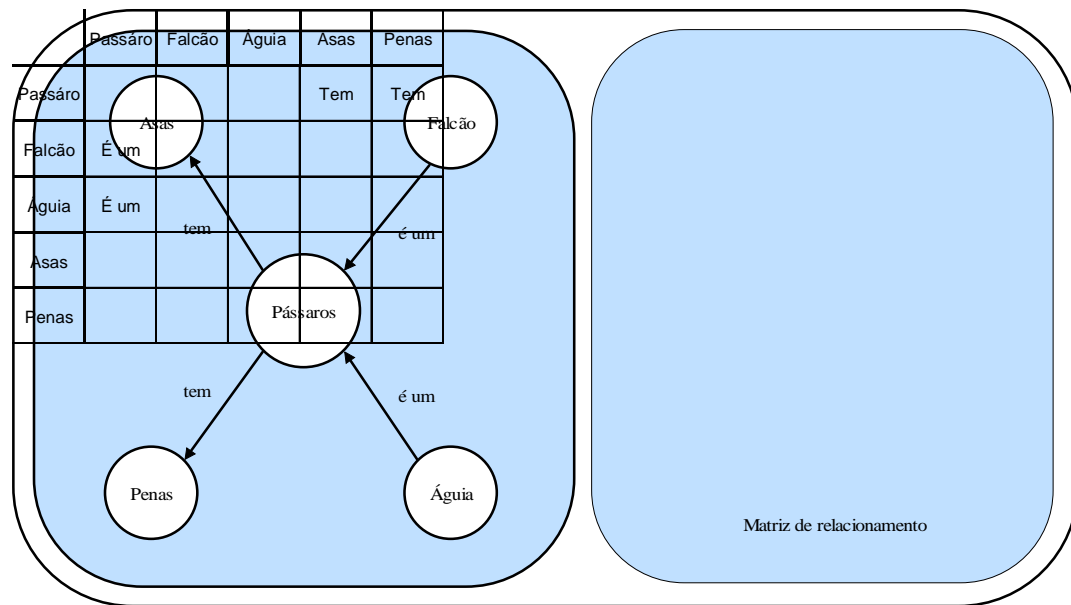 Passáro Falcão Águia Asas Penas
Passáro Tem Tem
Falcão É um
Águia É um
Asas
Penas
Asas
Falcão
tem
é um
Pássaros
tem
é um
Penas
Águia
Matriz de relacionamento